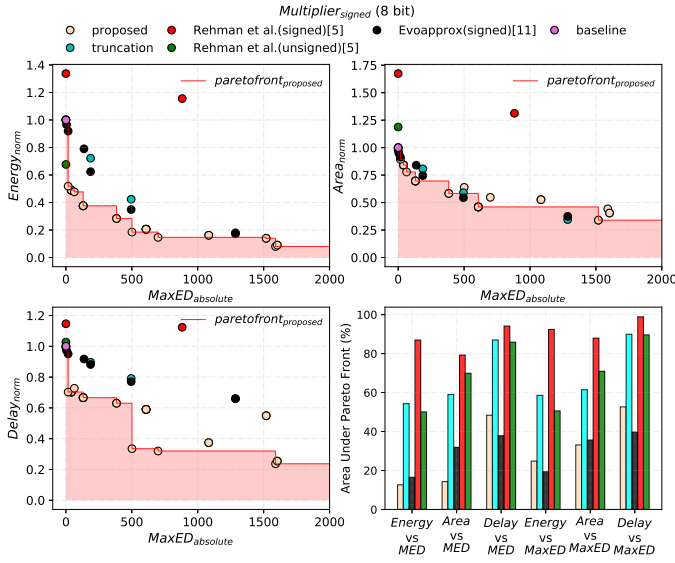 Multiplier_signed (8 bit)
proposed
truncation
Rehman et al.(signed)[5]
Rehman et al.(unsigned)[5]
Evoapprox(signed)[11]
baseline
Energy_norm
1.4
1.2
1.0
0.8
0.6
0.4
0.2
0.0
paretofront_proposed
0
500
1000
1500
2000
MaxED_absolute
Area_norm
1.75
1.50
1.25
1.00
0.75
0.50
0.25
0.00
paretofront_proposed
0
500
1000
1500
2000
MaxED_absolute
Delay_norm
1.2
1.0
0.8
0.6
0.4
0.2
0.0
paretofront_proposed
0
500
1000
1500
2000
MaxED_absolute
Area Under Pareto Front (%)
100
80
60
40
20
0
Energy
vs
MED
Area
vs
MED
Delay
vs
MED
Energy
vs
MaxED
Area
vs
MaxED
Delay
vs
MaxED